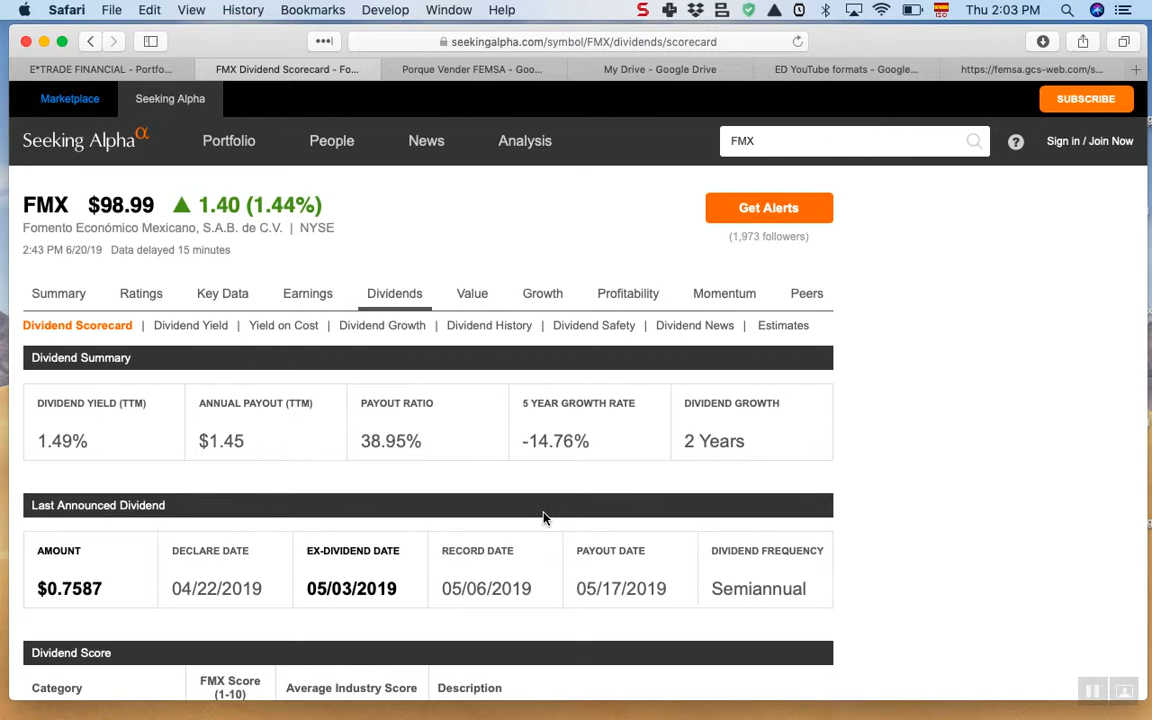 Safari File Edit View History Bookmarks Develop Window Help Thu 2:03 PM
seekingalpha.com/symbol/FMX/dividends/scorecard
E*TRADE FINANCIAL - Portfo... FMX Dividend Scorecard - Fo... Porque Vender FEMSA - Goo... My Drive - Google Drive ED YouTube formats - Google... https://femsa.gcs-web.com/s...
Marketplace Seeking Alpha SUBSCRIBE
Seeking Alpha α Portfolio People News Analysis FMX ? Sign in / Join Now
FMX $98.99 ▲ 1.40 (1.44%) Get Alerts
Fomento Económico Mexicano, S.A.B. de C.V. | NYSE (1,973 followers)
2:43 PM 6/20/19 Data delayed 15 minutes
Summary Ratings Key Data Earnings Dividends Value Growth Profitability Momentum Peers
Dividend Scorecard | Dividend Yield | Yield on Cost | Dividend Growth | Dividend History | Dividend Safety | Dividend News | Estimates
Dividend Summary
DIVIDEND YIELD (TTM) ANNUAL PAYOUT (TTM) PAYOUT RATIO 5 YEAR GROWTH RATE DIVIDEND GROWTH
1.49% $1.45 38.95% -14.76% 2 Years
Last Announced Dividend
AMOUNT DECLARE DATE EX-DIVIDEND DATE RECORD DATE PAYOUT DATE DIVIDEND FREQUENCY
$0.7587 04/22/2019 05/03/2019 05/06/2019 05/17/2019 Semiannual
Dividend Score
Category FMX Score (1-10) Average Industry Score Description